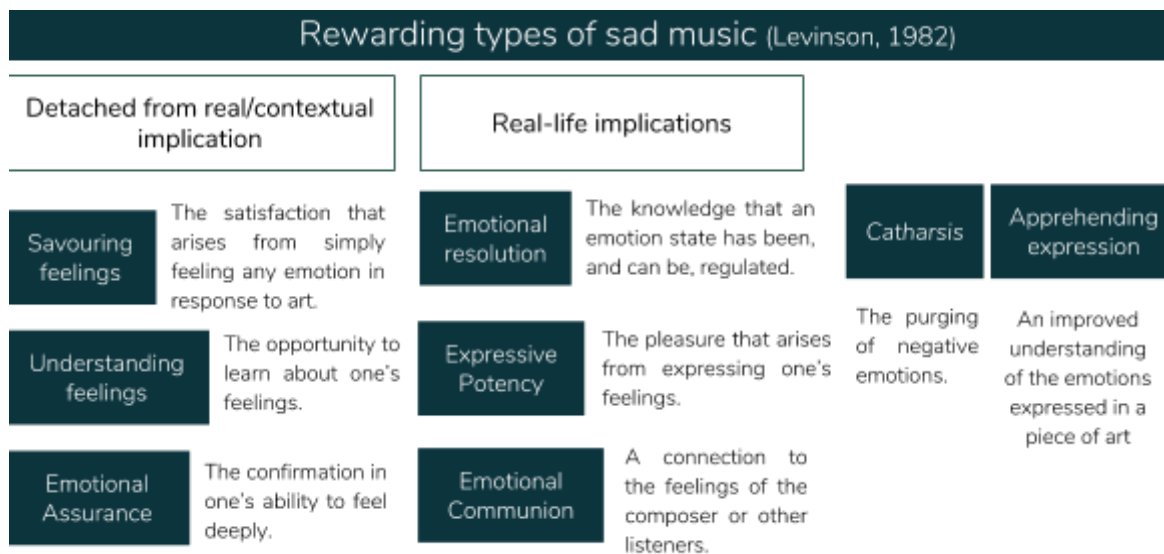 Rewarding types of sad music (Levinson, 1982)
Detached from real/contextual
implication
Savouring
feelings
The satisfaction that
arises from simply
feeling any emotion in
response to art.
Understanding
feelings
The opportunity to
learn about one's
feelings.
Emotional
Assurance
The confirmation in
one's ability to feel
deeply.
Real-life implications
Emotional
resolution
The knowledge that an
emotion state has been,
and can be, regulated.
Expressive
Potency
The pleasure that arises
from expressing one's
feelings.
Emotional
Communion
A connection to
the feelings of the
composer or other
listeners.
Catharsis
The purging
of negative
emotions.
Apprehending
expression
An improved
understanding
of the emotions
expressed in a
piece of art